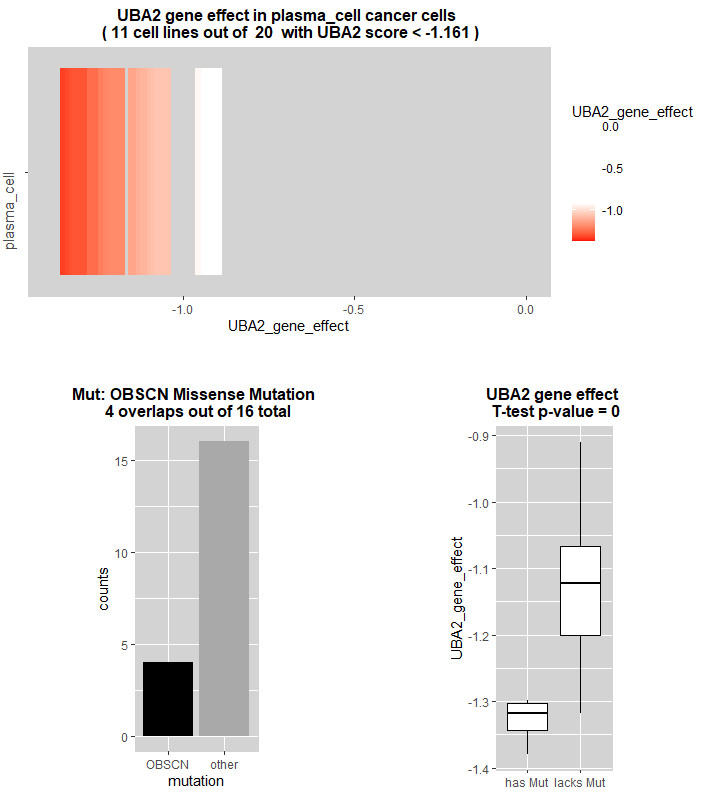 UBA2 gene effect in plasma_cell cancer cells
( 11 cell lines out of  20  with UBA2 score < -1.161 )
plasma_cell
-1.0
-0.5
0.0
UBA2_gene_effect
UBA2_gene_effect
0.0
-0.5
-1.0
Mut: OBSCN Missense Mutation
4 overlaps out of 16 total
counts
15
10
5
0
OBSCN
other
mutation
UBA2 gene effect
T-test p-value = 0
UBA2_gene_effect
-0.9
-1.0
-1.1
-1.2
-1.3
-1.4
has Mut
lacks Mut